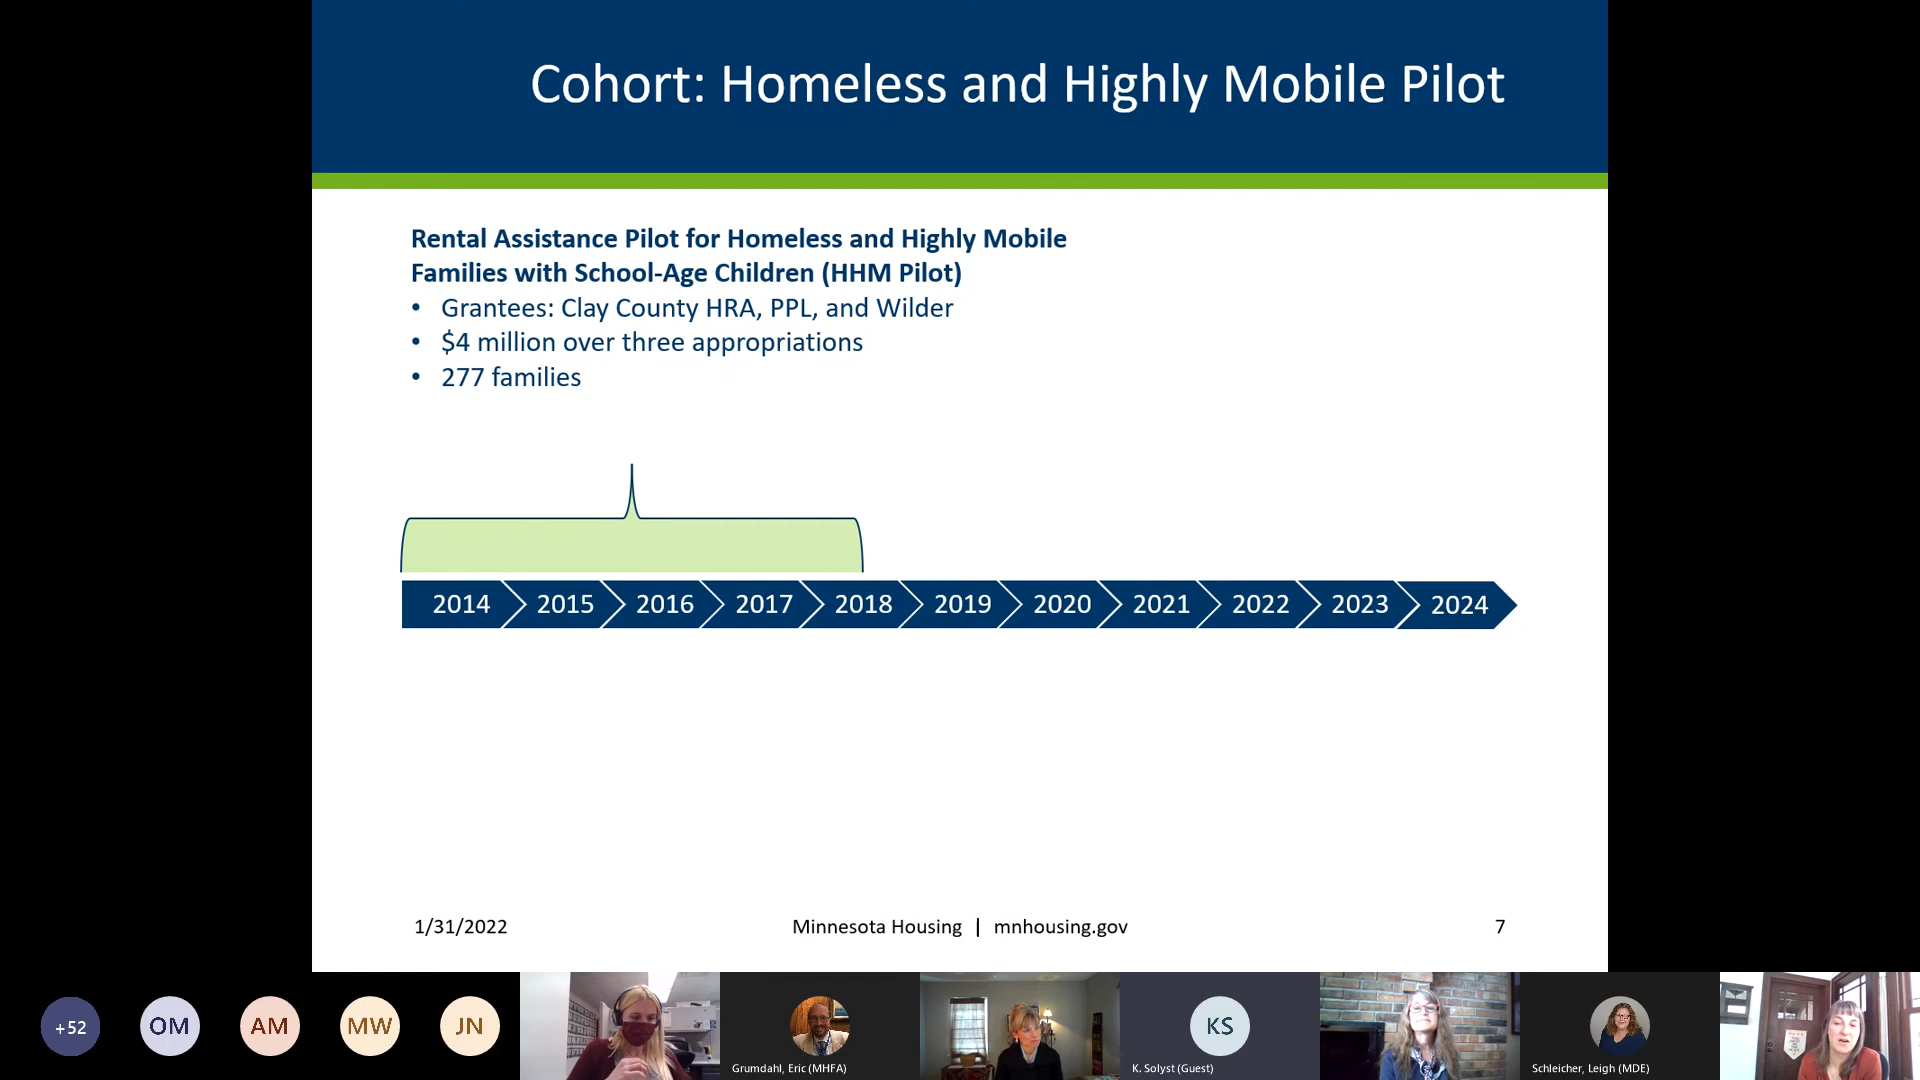 Cohort: Homeless and Highly Mobile Pilot
Rental Assistance Pilot for Homeless and Highly Mobile
Families with School-Age Children (HHM Pilot)
• Grantees: Clay County HRA, PPL, and Wilder
• $4 million over three appropriations
• 277 families
2014 2015 2016 2017 2018 2019 2020 2021 2022 2023 2024
1/31/2022 Minnesota Housing | mnhousing.gov 7
+52 OM AM MW JN KS
Grumdahl, Eric (MHFA) K. Solyst (Guest) Schleicher, Leigh (MDE)